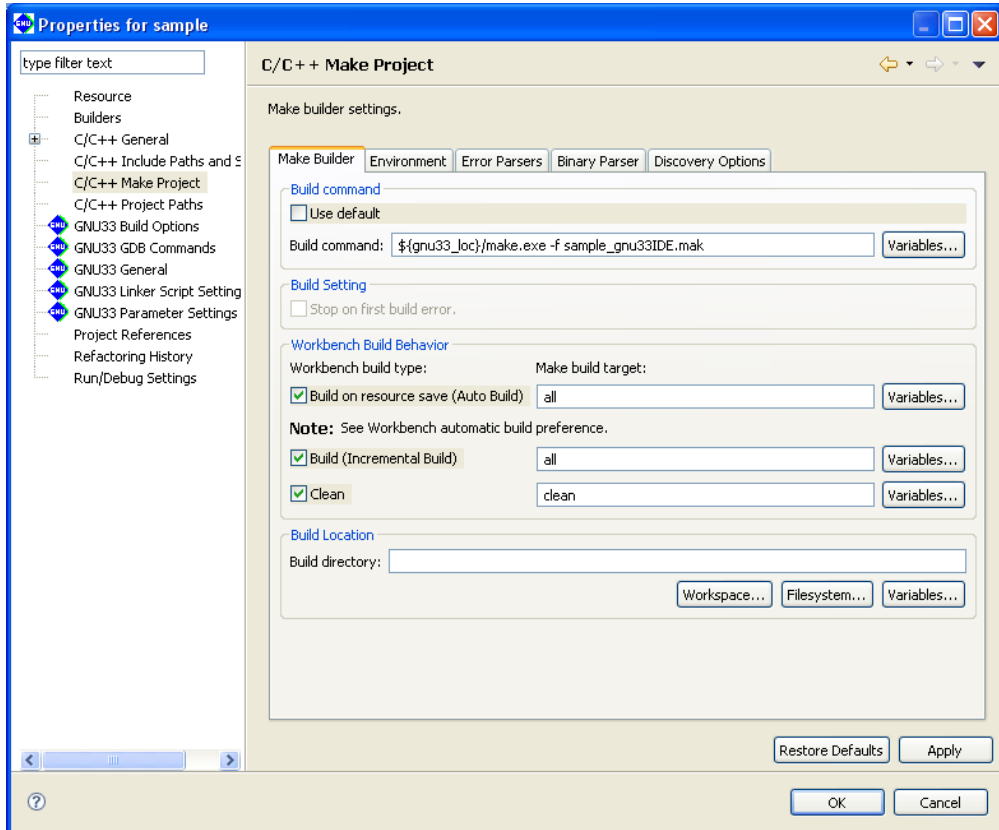 Properties for sample
type filter text
Resource
Builders
C/C++ General
C/C++ Include Paths and S
C/C++ Make Project
C/C++ Project Paths
GNU33 Build Options
GNU33 GDB Commands
GNU33 General
GNU33 Linker Script Setting
GNU33 Parameter Settings
Project References
Refactoring History
Run/Debug Settings
C/C++ Make Project
Make builder settings.
Make Builder Environment Error Parsers Binary Parser Discovery Options
Build command
Use default
Build command: ${gnu33_loc}/make.exe -f sample_gnu33IDE.mak Variables...
Build Setting
Stop on first build error.
Workbench Build Behavior
Workbench build type: Make build target:
Build on resource save (Auto Build) all Variables...
Note: See Workbench automatic build preference.
Build (Incremental Build) all Variables...
Clean clean Variables...
Build Location
Build directory:
Workspace... Filesystem... Variables...
Restore Defaults Apply
OK Cancel